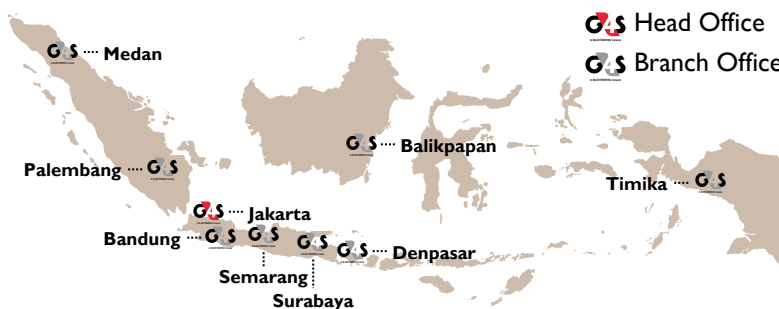 G4S Head Office
G4S Branch Office
G4S Medan
Palembang G4S
G4S Balikpapan
Timika G4S
G4S Jakarta
Bandung G4S
G4S
G4S
G4S Denpasar
Semarang
Surabaya